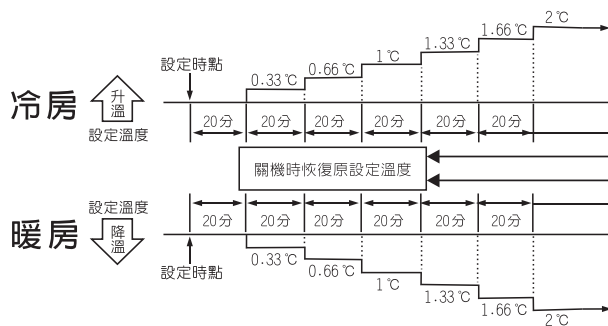 2℃
1.66℃
1.33℃
1℃
0.66℃
0.33℃
設定時點
冷房
升溫
設定溫度
20分 20分 20分 20分 20分 20分
關機時恢復原設定溫度
設定溫度
20分 20分 20分 20分 20分 20分
暖房
降溫
設定時點
0.33℃
0.66℃
1℃
1.33℃
1.66℃
2℃